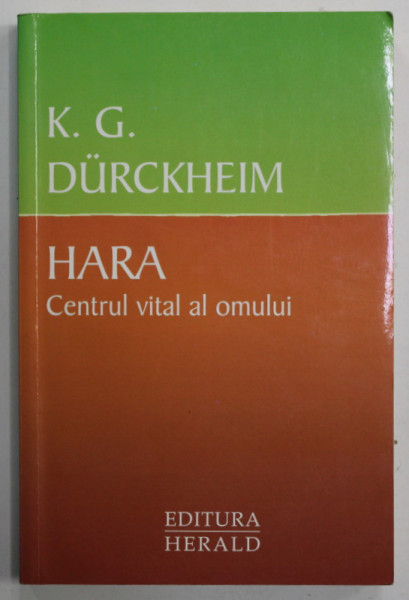 K. G.
DÜRCKHEIM
HARA
Centrul vital al omului
EDITURA
HERALD